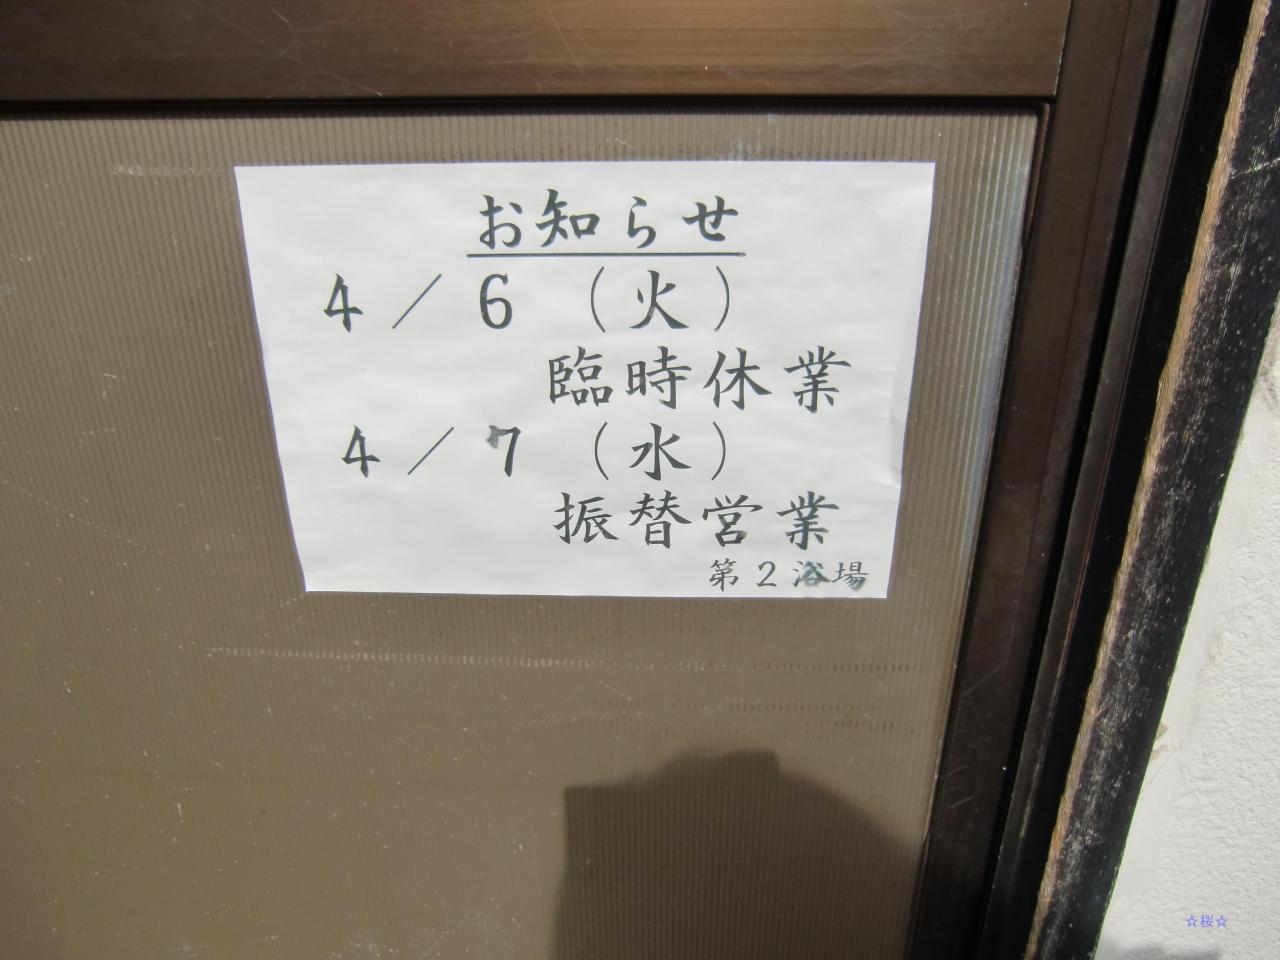 お知らせ
4/6 (火)
臨時休業
4/7 (水)
振替営業
第2浴場
☆桜☆